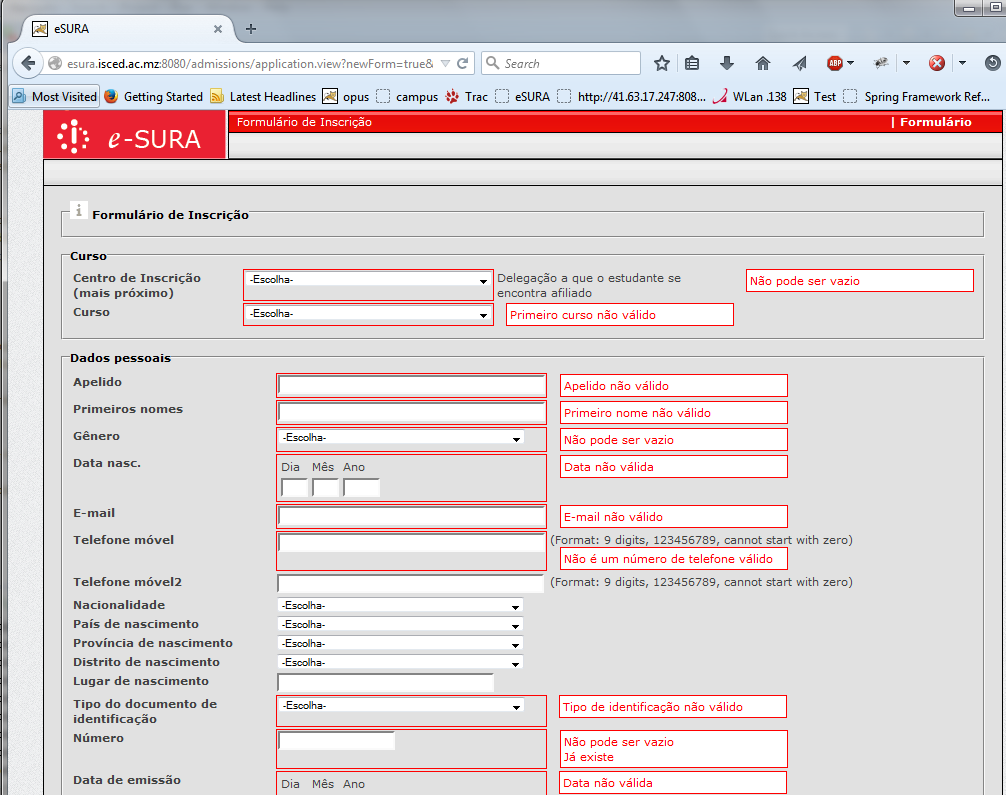 eSURA
esura.isced.ac.mz:8080/admissions/application.view?newForm=true&
Search
ABP
Most Visited Getting Started Latest Headlines opus campus Trac eSURA http://41.63.17.247:808... WLan .138 Test Spring Framework Ref...
e-SURA
Formulário de Inscrição | Formulário
i Formulário de Inscrição
Curso
Centro de Inscrição -Escolha- Delegação a que o estudante se Não pode ser vazio
(mais próximo) encontra afiliado
Curso -Escolha- Primeiro curso não válido
Dados pessoais
Apelido Apelido não válido
Primeiros nomes Primeiro nome não válido
Gênero -Escolha- Não pode ser vazio
Data nasc. Dia Mês Ano Data não válida
E-mail E-mail não válido
Telefone móvel (Format: 9 digits, 123456789, cannot start with zero)
Não é um número de telefone válido
Telefone móvel2 (Format: 9 digits, 123456789, cannot start with zero)
Nacionalidade -Escolha-
País de nascimento -Escolha-
Província de nascimento -Escolha-
Distrito de nascimento -Escolha-
Lugar de nascimento
Tipo do documento de -Escolha- Tipo de identificação não válido
identificação
Número Não pode ser vazio
Já existe
Data de emissão Dia Mês Ano Data não válida